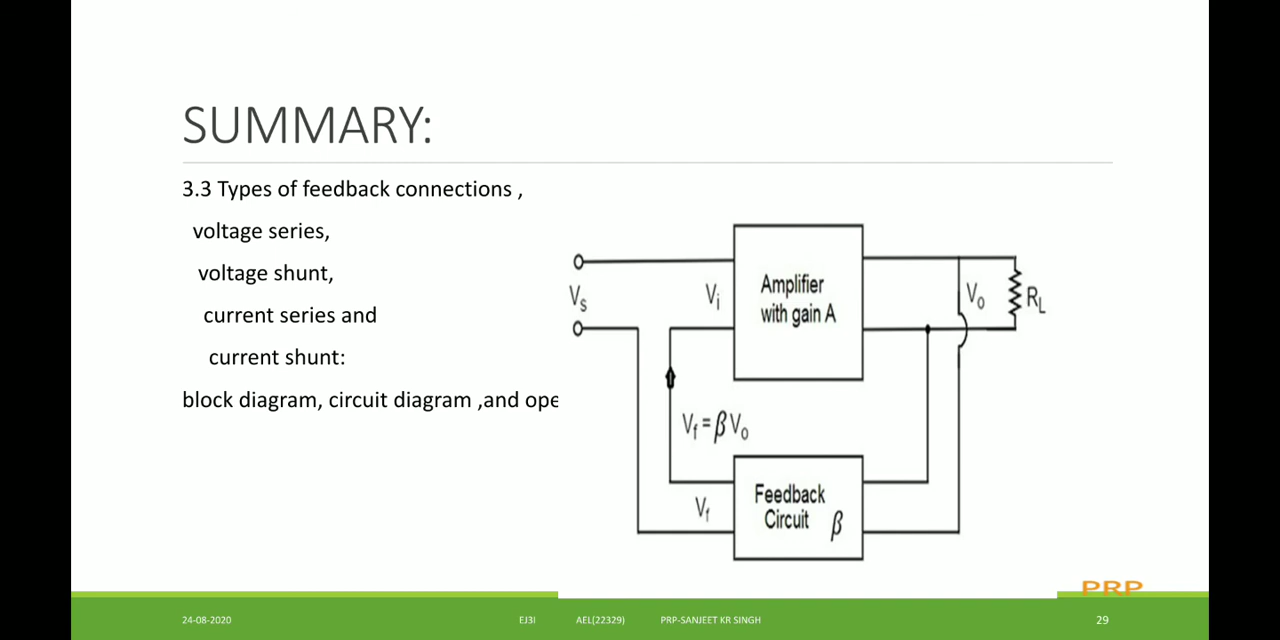 SUMMARY:
3.3 Types of feedback connections ,
voltage series,
voltage shunt,
current series and
current shunt:
block diagram, circuit diagram ,and ope
Vs
Vi
Amplifier
with gain A
Vo
RL
Vf = βVo
Vf
Feedback
Circuit β
PRP
24-08-2020
EJ3I
AEL(22329)
PRP-SANJEET KR SINGH
29